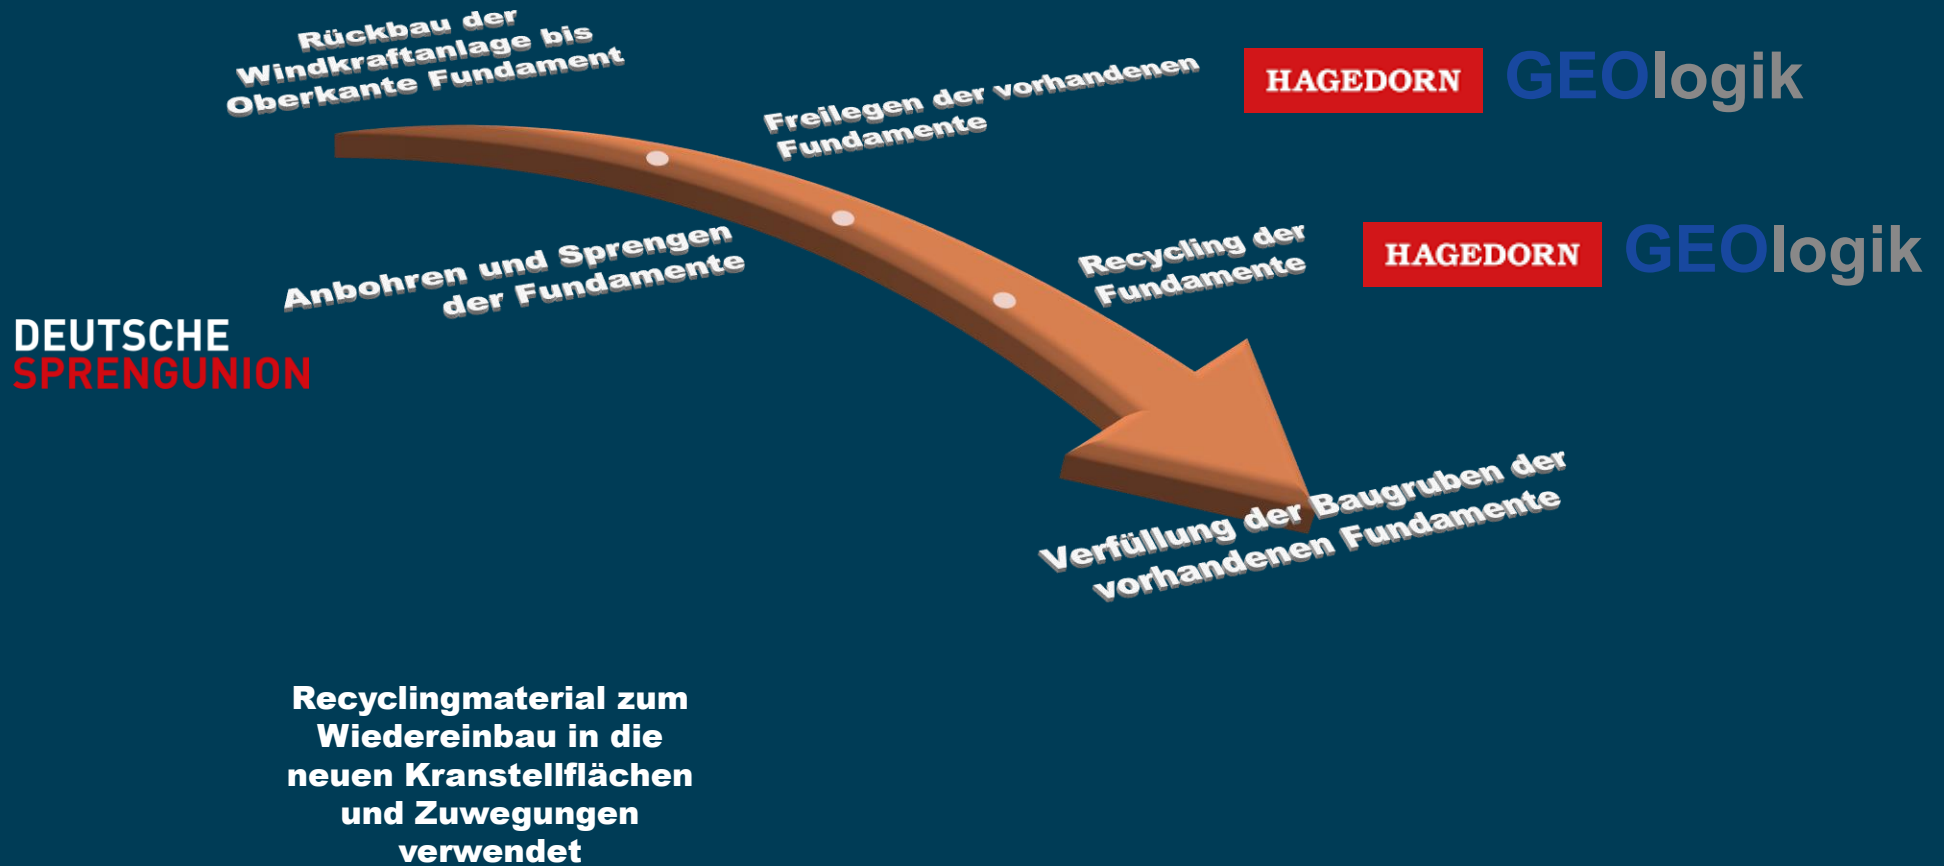 Rückbau der
Windkraftanlage bis
Oberkante Fundament
Freilegen der vorhandenen
Fundamente
HAGEDORN
GEOlogik
Anbohren und Sprengen
der Fundamente
DEUTSCHE
SPRENGUNION
Recycling der
Fundamente
HAGEDORN
GEOlogik
Verfüllung der Baugruben der
vorhandenen Fundamente
Recyclingmaterial zum
Wiedereinbau in die
neuen Kranstellflächen
und Zuwegungen
verwendet